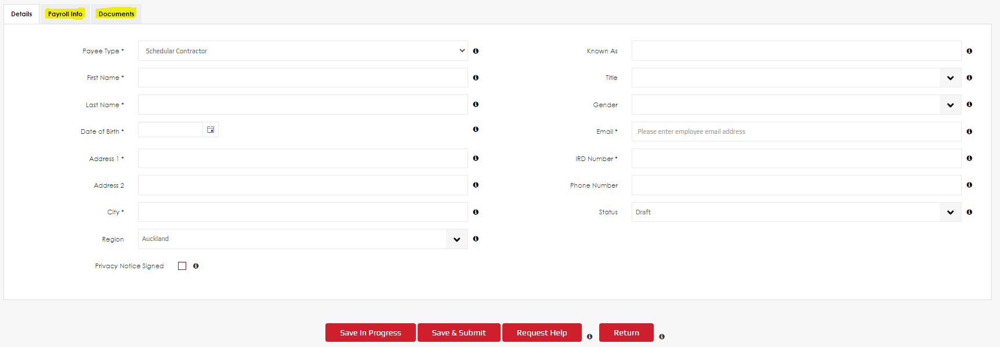 Details Payroll Info Documents
Payee Type * Schedular Contractor Known As
First Name * Title
Last Name * Gender
Date of Birth * Email * Please enter employee email address
Address 1 * IRD Number *
Address 2 Phone Number
City * Status Draft
Region Auckland
Privacy Notice Signed
Save In Progress Save & Submit Request Help Return